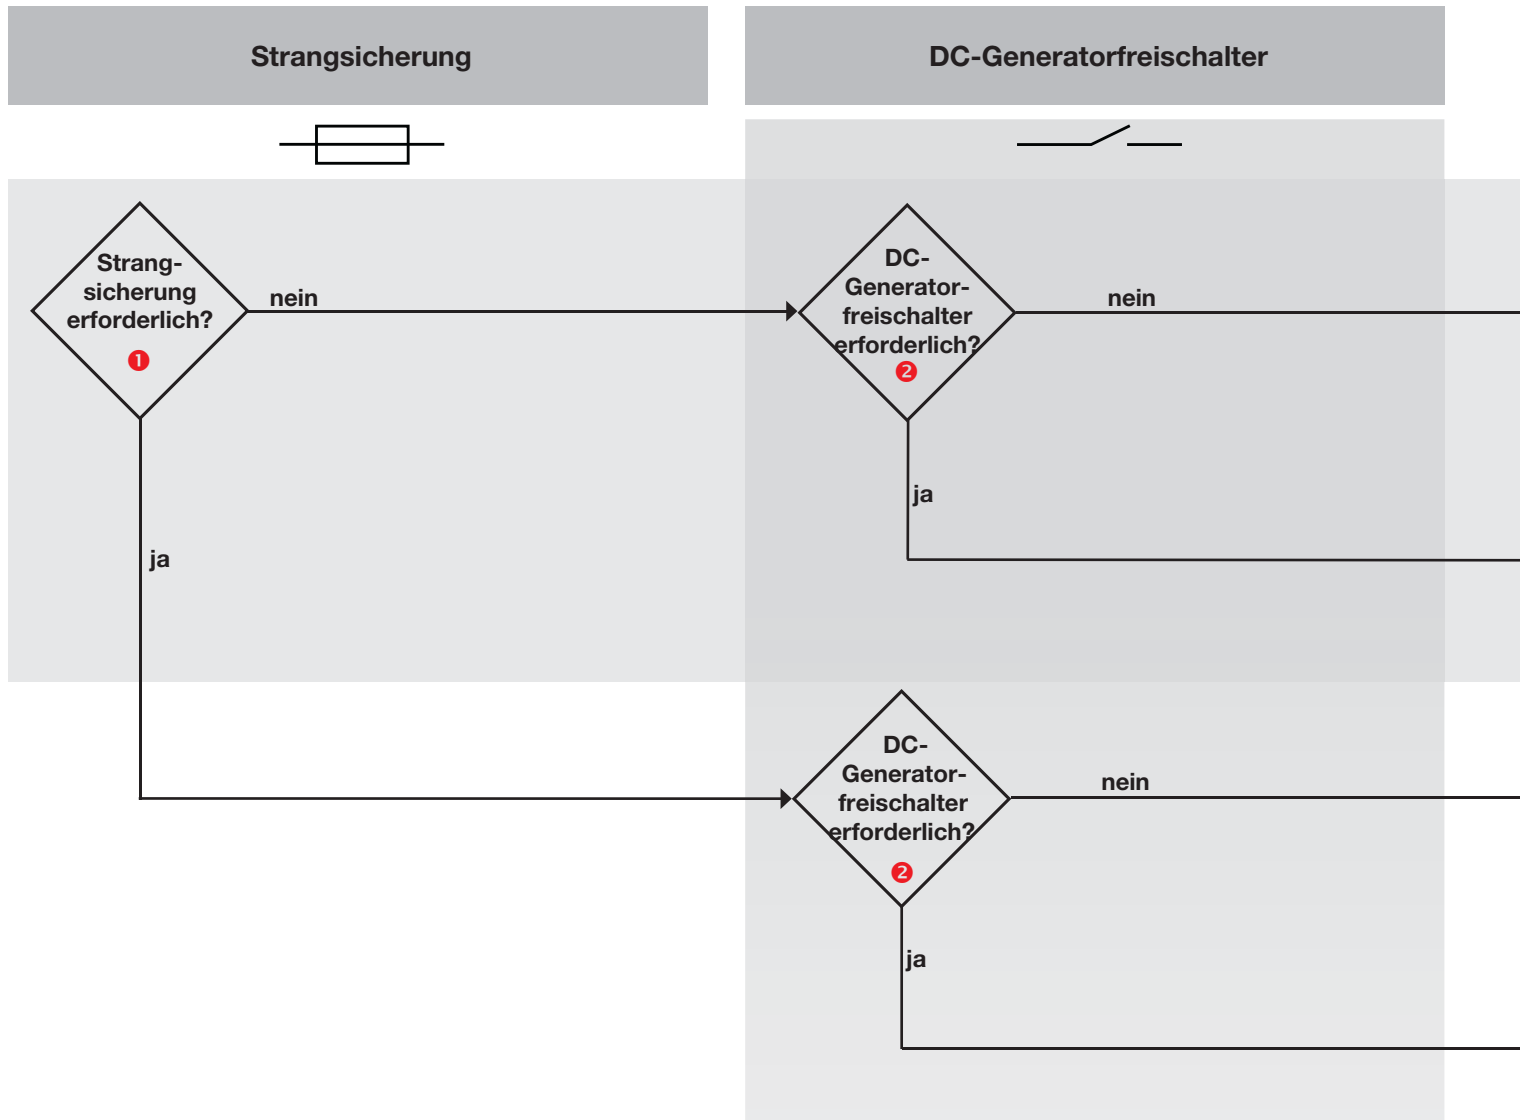 Strangsicherung
DC-Generatorfreischalter
Strang-
sicherung
erforderlich?
1
nein
DC-
Generator-
freischalter
erforderlich?
2
nein
ja
ja
DC-
Generator-
freischalter
erforderlich?
2
nein
ja